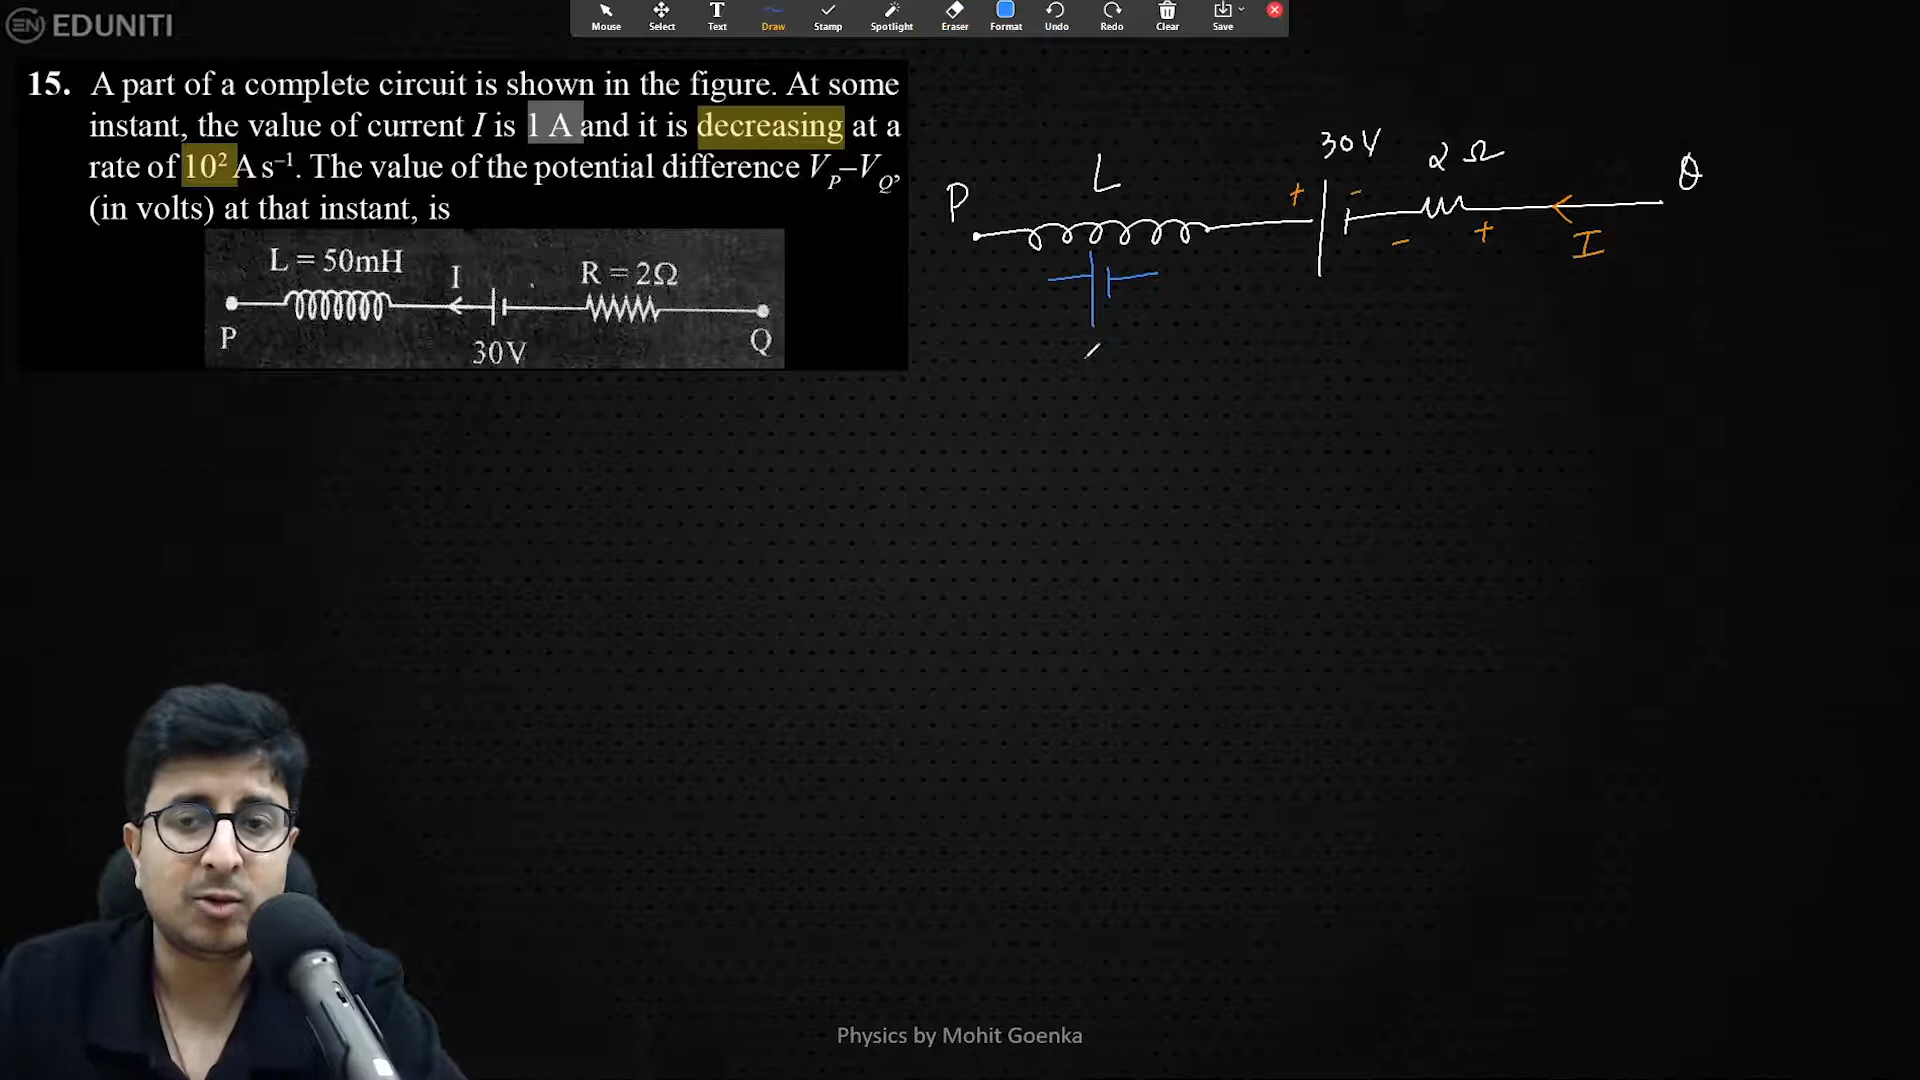 EN EDUNITI
Mouse Select Text Draw Stamp Spotlight Eraser Format Undo Redo Clear Save
15. A part of a complete circuit is shown in the figure. At some
instant, the value of current I is 1 A and it is decreasing at a
rate of 10² A s⁻¹. The value of the potential difference V_P–V_Q,
(in volts) at that instant, is
L = 50mH I R = 2Ω
P 30V Q
P L + 30V - 2 Ω Q
- + I
Physics by Mohit Goenka